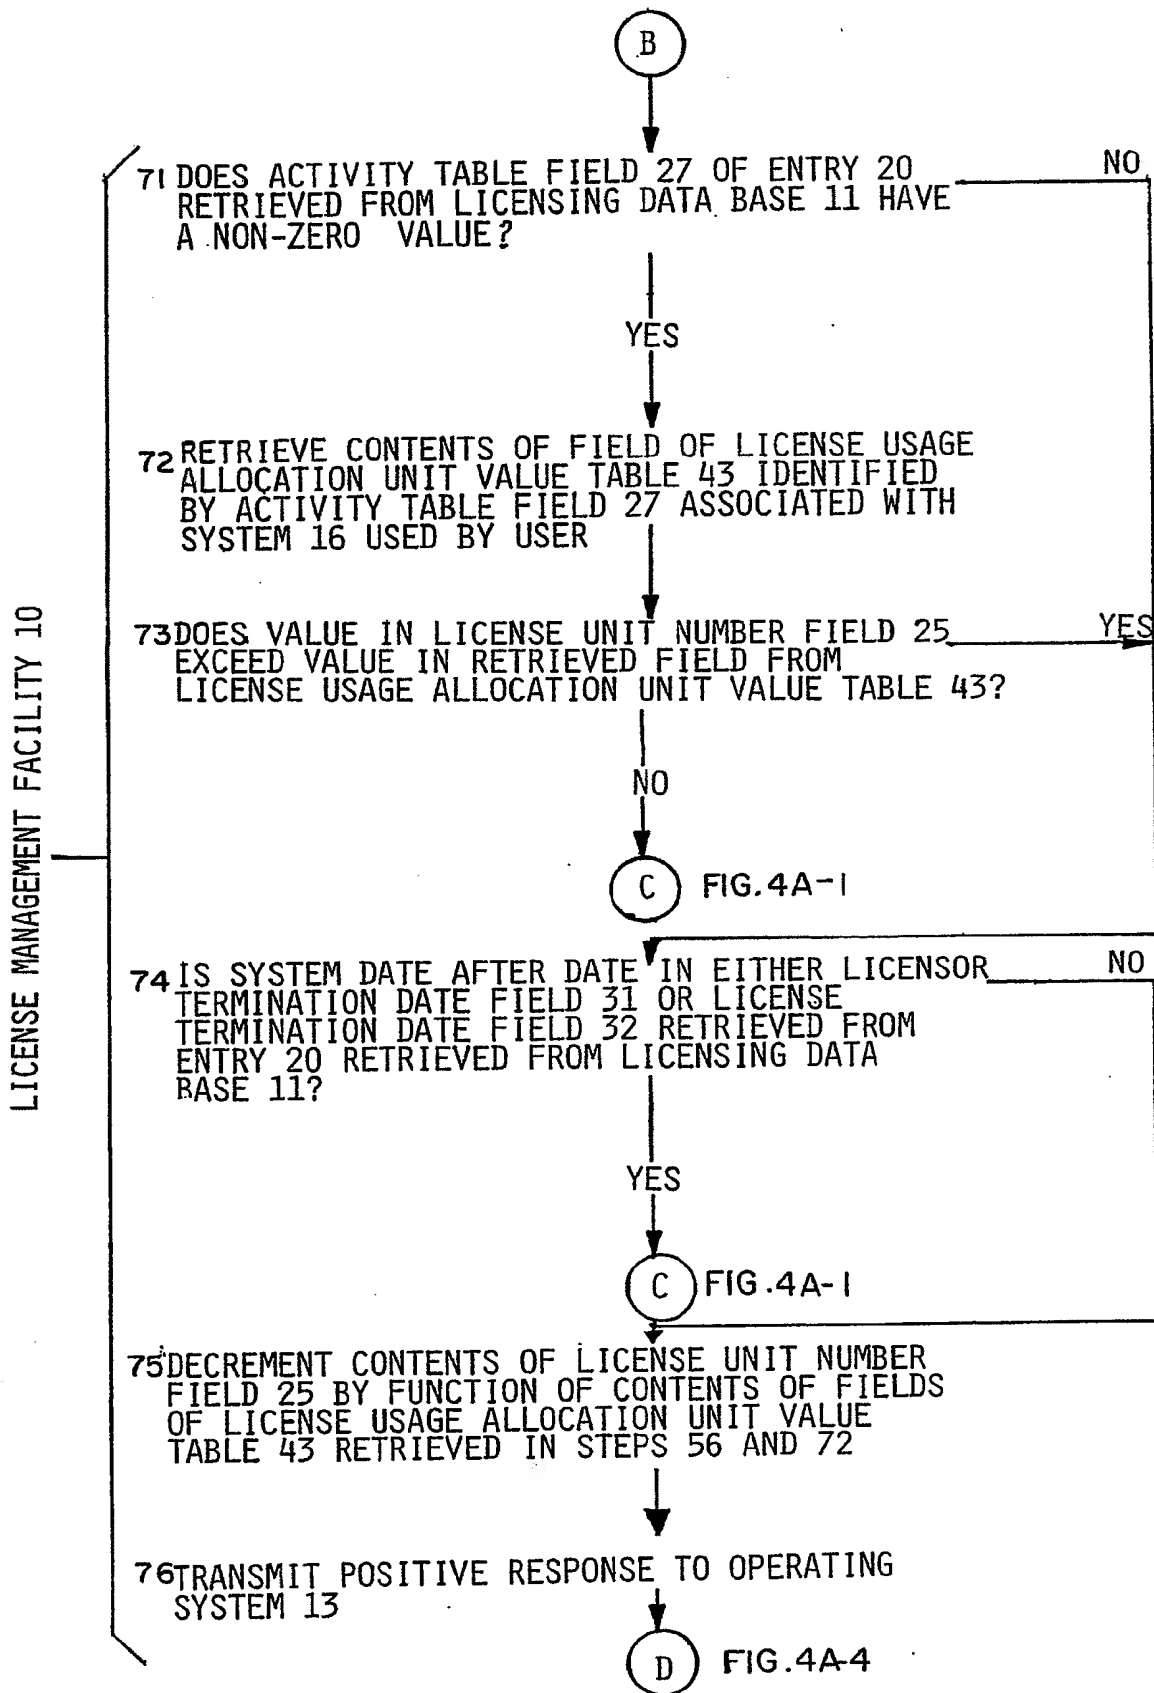 B
71 DOES ACTIVITY TABLE FIELD 27 OF ENTRY 20 NO
RETRIEVED FROM LICENSING DATA BASE 11 HAVE
A NON-ZERO VALUE?
YES
72 RETRIEVE CONTENTS OF FIELD OF LICENSE USAGE
ALLOCATION UNIT VALUE TABLE 43 IDENTIFIED
BY ACTIVITY TABLE FIELD 27 ASSOCIATED WITH
SYSTEM 16 USED BY USER
73 DOES VALUE IN LICENSE UNIT NUMBER FIELD 25 YES
EXCEED VALUE IN RETRIEVED FIELD FROM
LICENSE USAGE ALLOCATION UNIT VALUE TABLE 43?
NO
C FIG.4A-1
LICENSE MANAGEMENT FACILITY 10
74 IS SYSTEM DATE AFTER DATE IN EITHER LICENSOR NO
TERMINATION DATE FIELD 31 OR LICENSE
TERMINATION DATE FIELD 32 RETRIEVED FROM
ENTRY 20 RETRIEVED FROM LICENSING DATA
BASE 11?
YES
C FIG.4A-1
75 DECREMENT CONTENTS OF LICENSE UNIT NUMBER
FIELD 25 BY FUNCTION OF CONTENTS OF FIELDS
OF LICENSE USAGE ALLOCATION UNIT VALUE
TABLE 43 RETRIEVED IN STEPS 56 AND 72
76 TRANSMIT POSITIVE RESPONSE TO OPERATING
SYSTEM 13
D FIG.4A-4